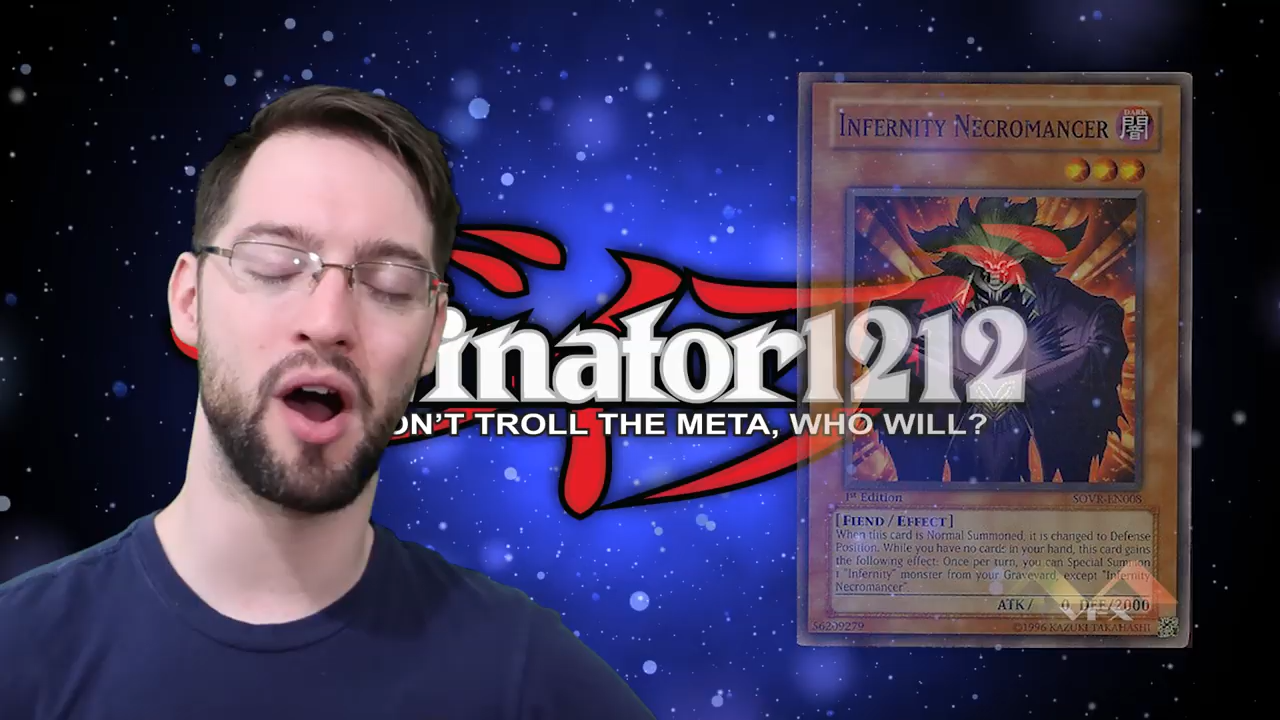 INFERNITY NECROMANCER
DARK
闇
inator1212
ON'T TROLL THE META, WHO WILL?
1st Edition
SOVR-EN008
[FIEND / EFFECT]
When this card is Normal Summoned, it is changed to Defense
Position. While you have no cards in your hand, this card gains
the following effect: Once per turn, you can Special Summon
1 "Infernity" monster from your Graveyard, except "Infernity
Necromancer".
ATK/ 0 DEF/2000
VFX
56209279
©1996 KAZUKI TAKAHASHI